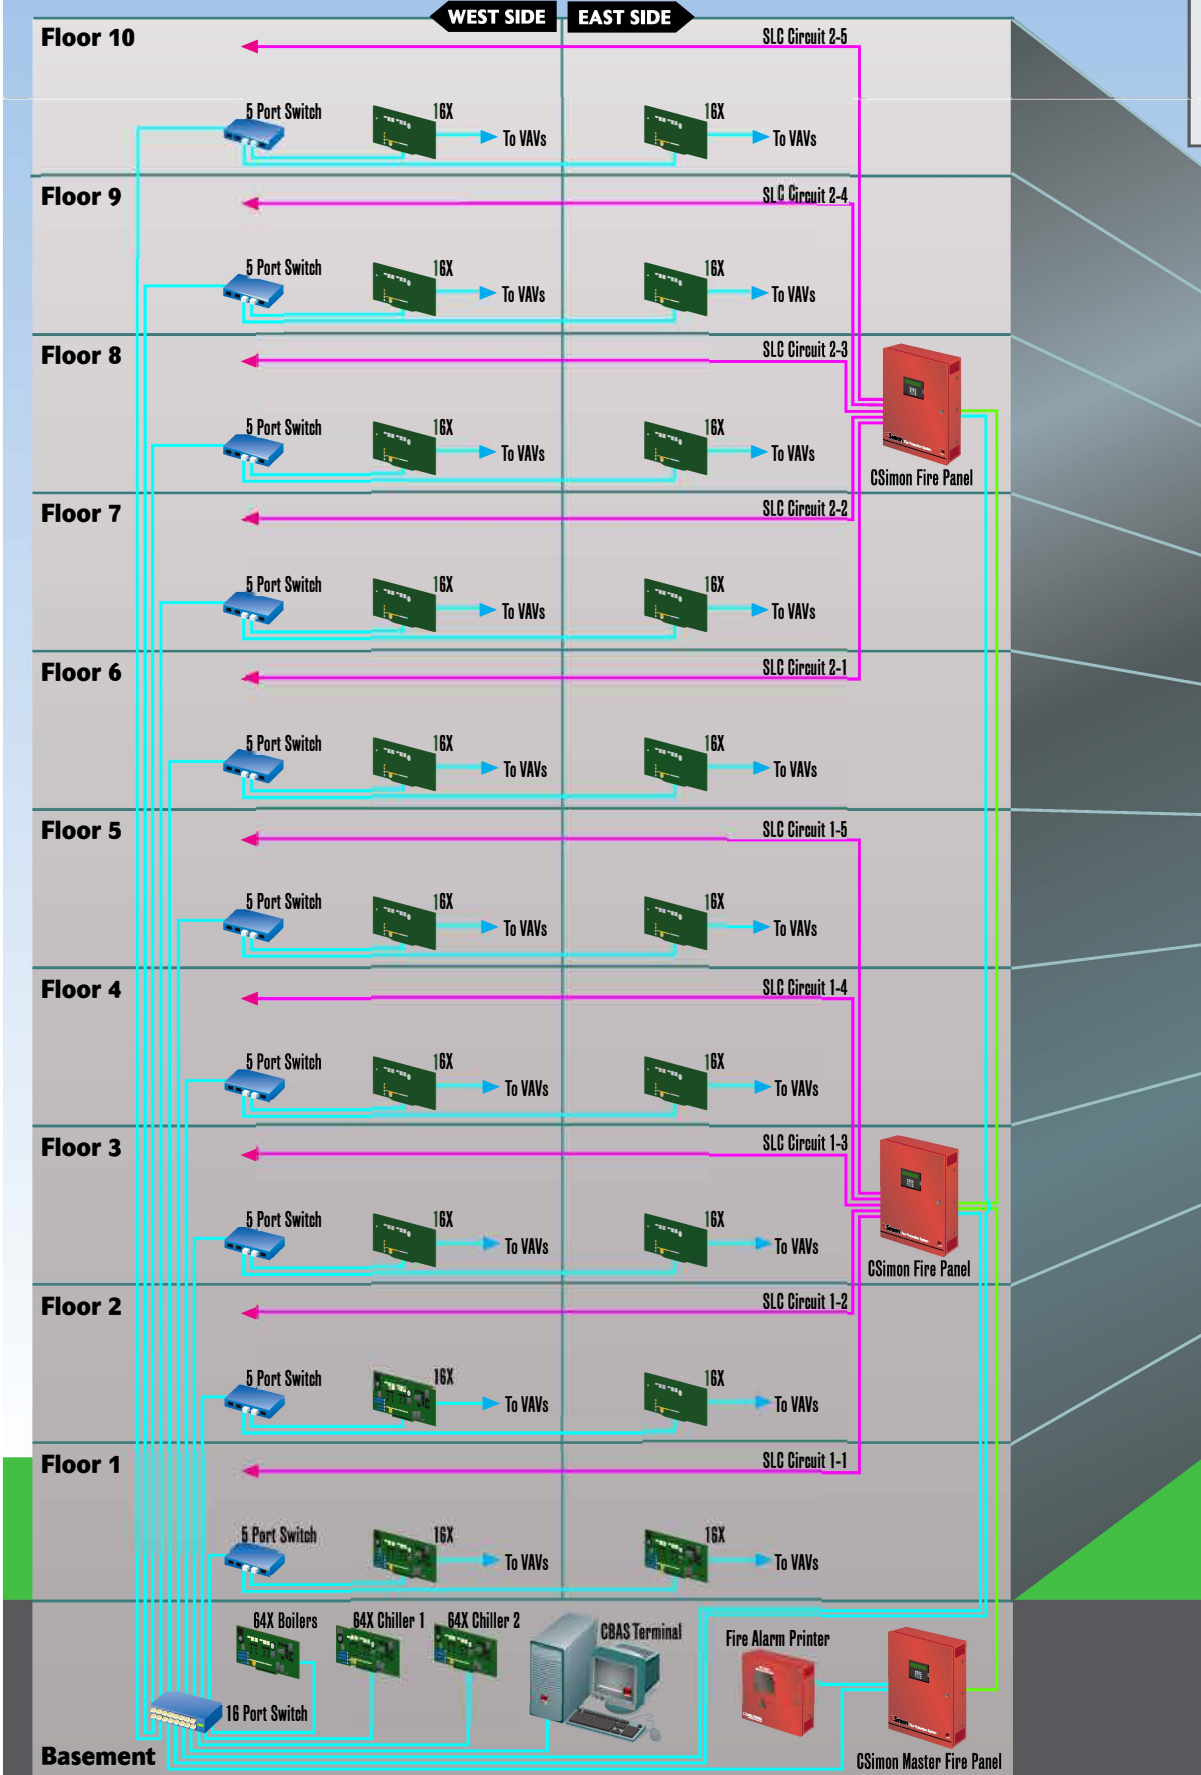 WEST SIDE EAST SIDE
Floor 10
SLC Circuit 2-5
5 Port Switch 16X To VAVs 16X To VAVs
Floor 9
SLC Circuit 2-4
5 Port Switch 16X To VAVs 16X To VAVs
Floor 8
SLC Circuit 2-3
5 Port Switch 16X To VAVs 16X To VAVs
CSimon Fire Panel
Floor 7
SLC Circuit 2-2
5 Port Switch 16X To VAVs 16X To VAVs
Floor 6
SLC Circuit 2-1
5 Port Switch 16X To VAVs 16X To VAVs
Floor 5
SLC Circuit 1-5
5 Port Switch 16X To VAVs 16X To VAVs
Floor 4
SLC Circuit 1-4
5 Port Switch 16X To VAVs 16X To VAVs
Floor 3
SLC Circuit 1-3
5 Port Switch 16X To VAVs 16X To VAVs
CSimon Fire Panel
Floor 2
SLC Circuit 1-2
5 Port Switch 16X To VAVs 16X To VAVs
Floor 1
SLC Circuit 1-1
5 Port Switch 16X To VAVs 16X To VAVs
64X Boilers 64X Chiller 1 64X Chiller 2 CBAS Terminal Fire Alarm Printer
16 Port Switch
Basement
CSimon Master Fire Panel